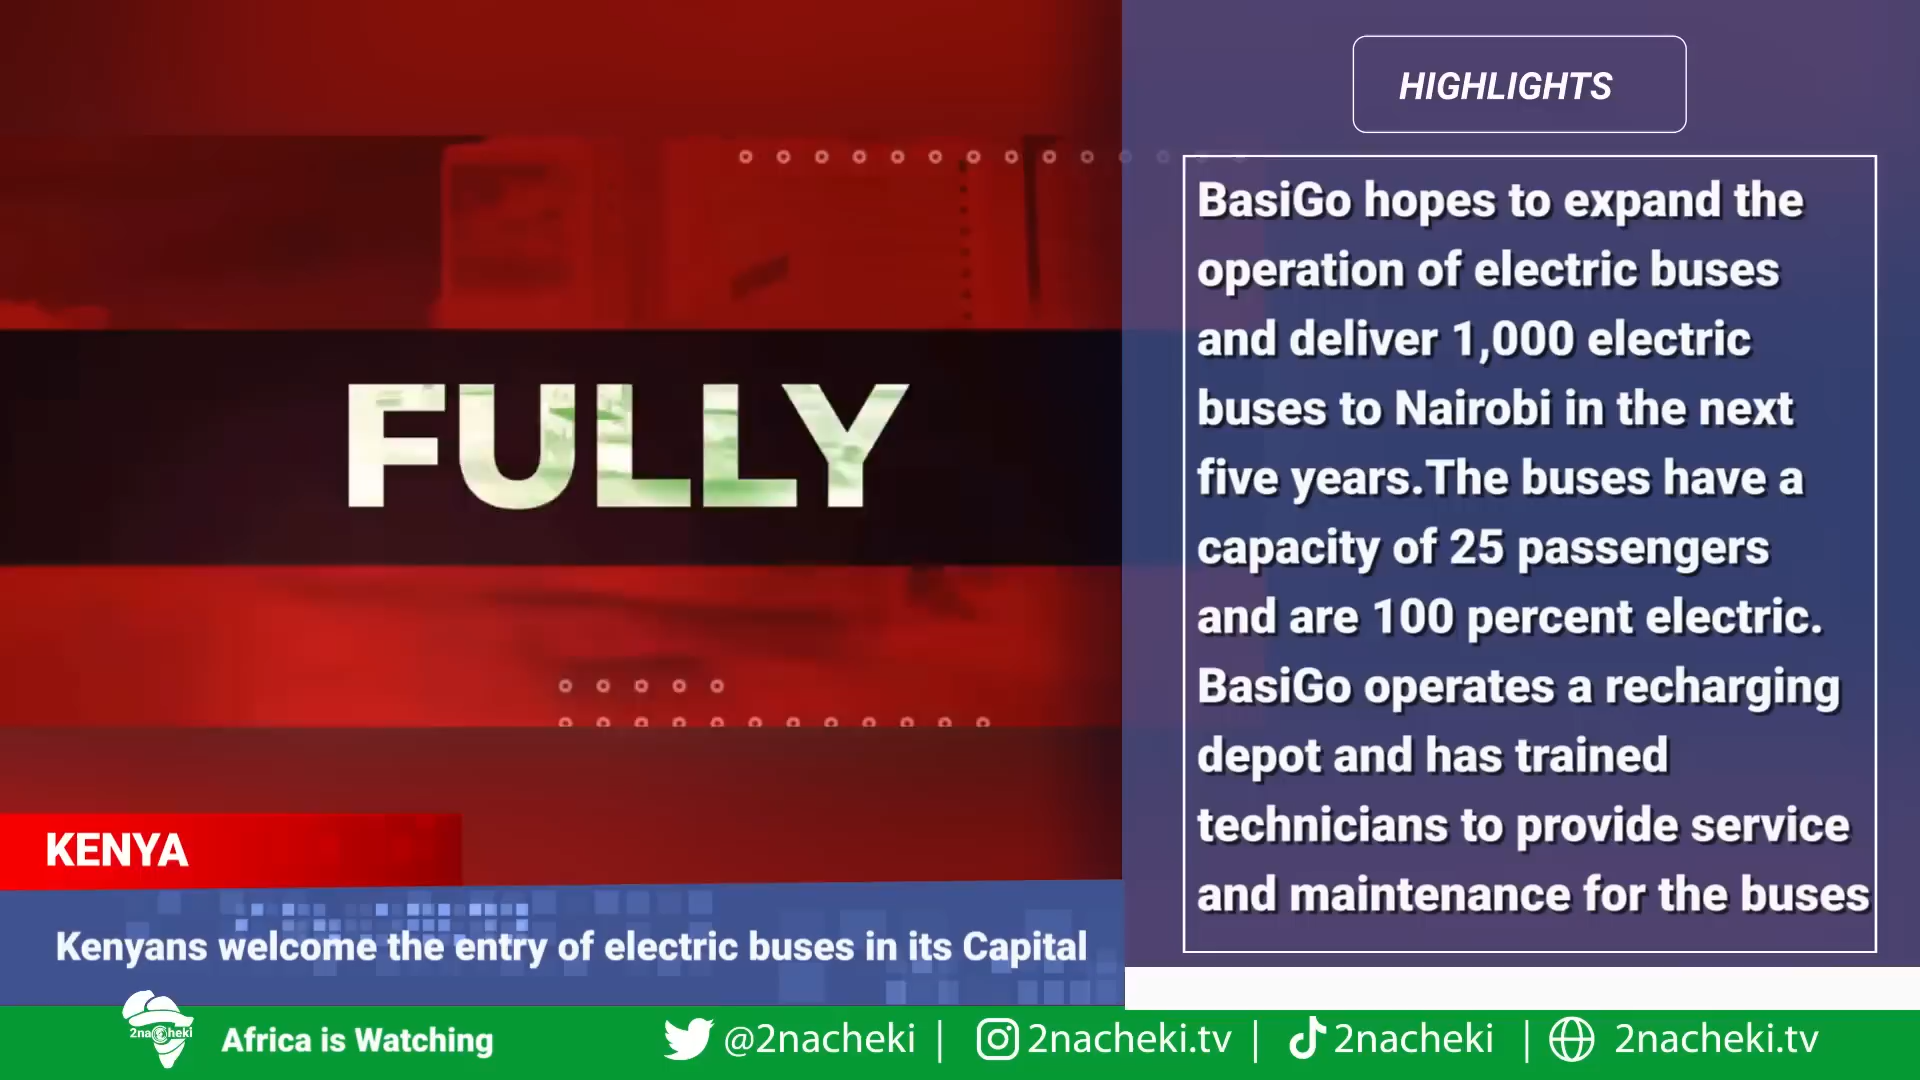 HIGHLIGHTS
BasiGo hopes to expand the
operation of electric buses
and deliver 1,000 electric
buses to Nairobi in the next
five years.The buses have a
capacity of 25 passengers
and are 100 percent electric.
BasiGo operates a recharging
depot and has trained
technicians to provide service
and maintenance for the buses
FULLY
KENYA
Kenyans welcome the entry of electric buses in its Capital
2nacheki
Africa is Watching
@2nacheki | 2nacheki.tv | 2nacheki | 2nacheki.tv